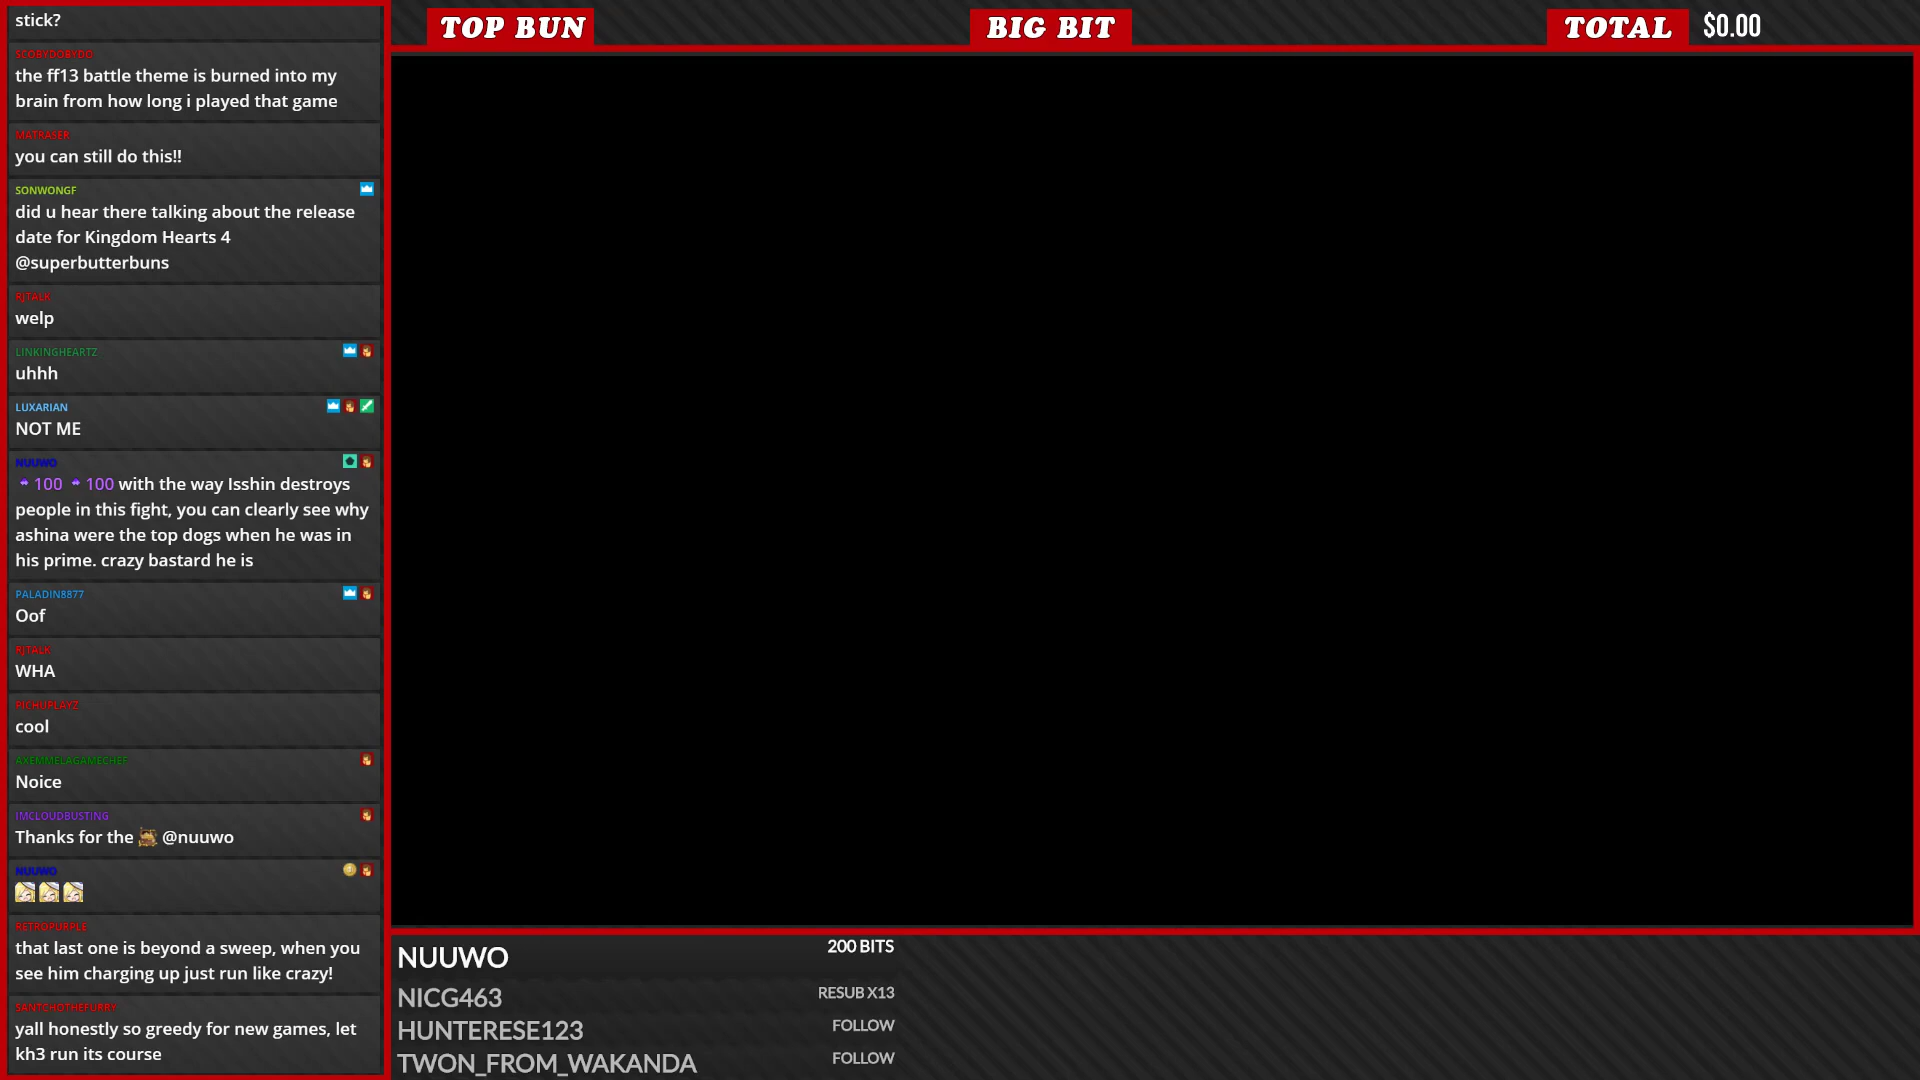 stick?
SCOBYDOBYDO
the ff13 battle theme is burned into my
brain from how long i played that game
MATRASER
you can still do this!!
SONWONGF
did u hear there talking about the release
date for Kingdom Hearts 4
@superbutterbuns
RJTALK
welp
LINKINGHEARTZ
uhhh
LUXARIAN
NOT ME
NUUWO
100 100 with the way Isshin destroys
people in this fight, you can clearly see why
ashina were the top dogs when he was in
his prime. crazy bastard he is
PALADIN8877
Oof
RJTALK
WHA
PICHUPLAYZ
cool
AXEMMELAGAMECHEF
Noice
IMCLOUDBUSTING
Thanks for the @nuuwo
NUUWO
RETROPURPLE
that last one is beyond a sweep, when you
see him charging up just run like crazy!
SANTCHOTHEFURRY
yall honestly so greedy for new games, let
kh3 run its course
TOP BUN
BIG BIT
TOTAL $0.00
NUUWO 200 BITS
NICG463 RESUB X13
HUNTERESE123 FOLLOW
TWON_FROM_WAKANDA FOLLOW